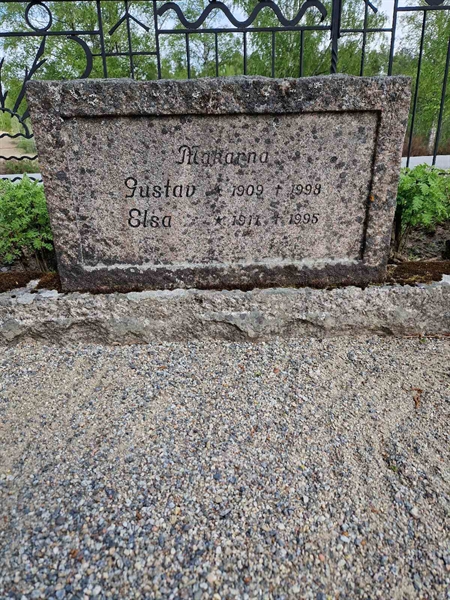 Makarna
Gustav * 1909 † 1998
Elsa * 1911 † 1995